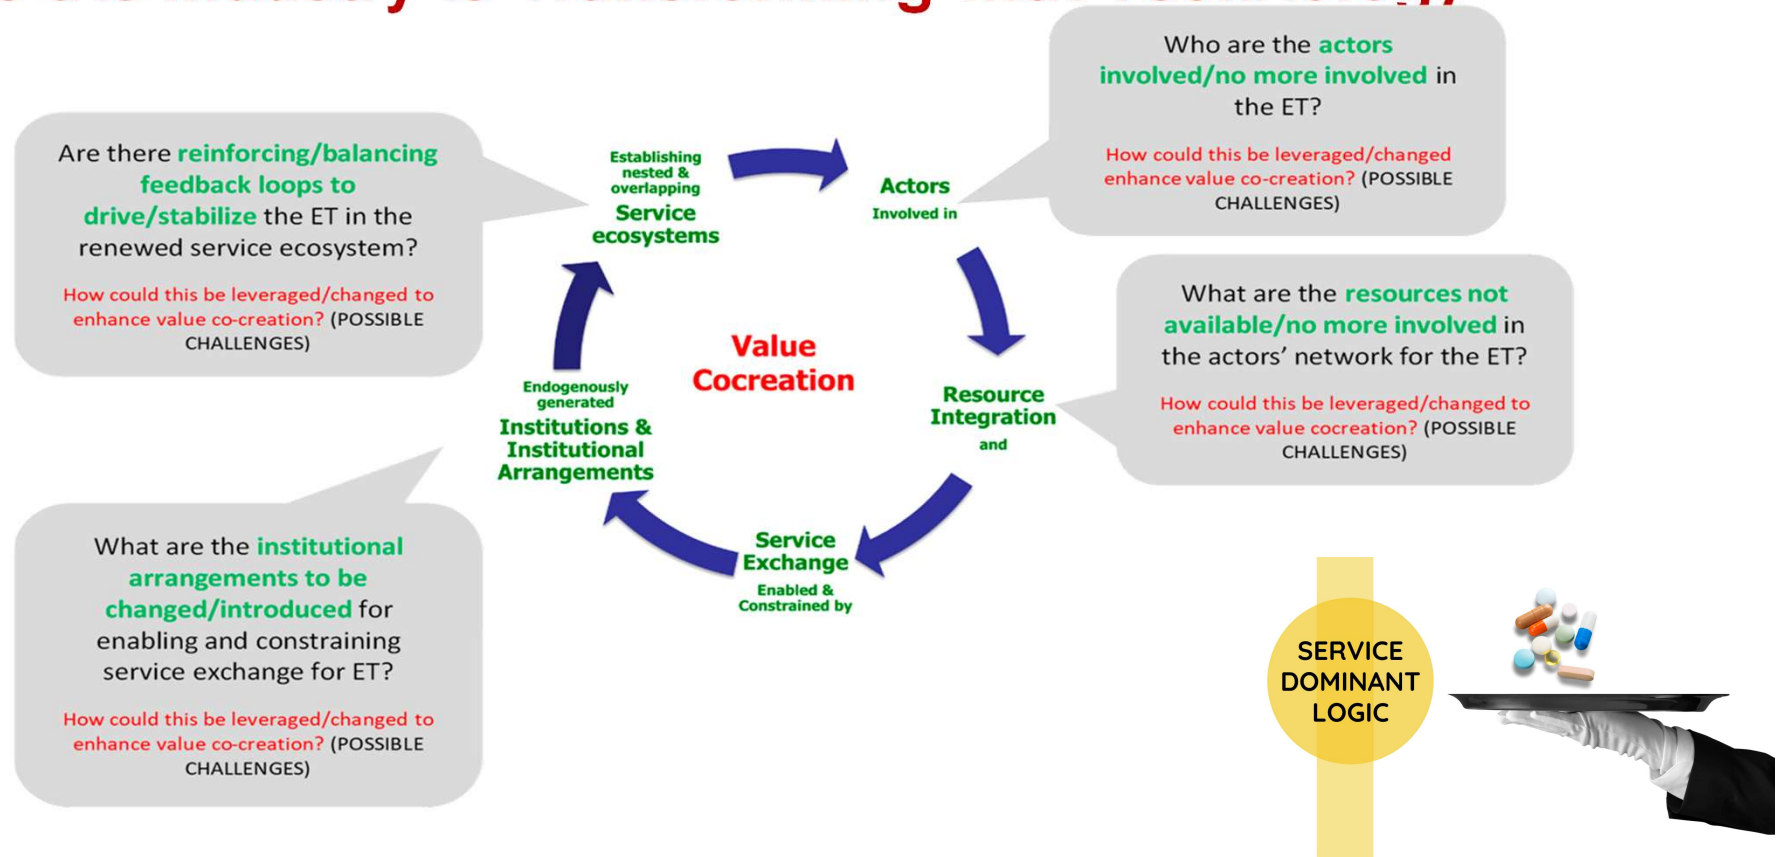 Industry is Transforming with Technology
Who are the actors
involved/no more involved in
the ET?
How could this be leveraged/changed
enhance value co-creation? (POSSIBLE
CHALLENGES)
Are there reinforcing/balancing
feedback loops to
drive/stabilize the ET in the
renewed service ecosystem?
How could this be leveraged/changed to
enhance value co-creation? (POSSIBLE
CHALLENGES)
Establishing
nested &
overlapping
Service
ecosystems
Actors
Involved in
What are the resources not
available/no more involved in
the actors’ network for the ET?
How could this be leveraged/changed to
enhance value cocreation? (POSSIBLE
CHALLENGES)
Value
Cocreation
Resource
Integration
and
Endogenously
generated
Institutions &
Institutional
Arrangements
Service
Exchange
Enabled &
Constrained by
What are the institutional
arrangements to be
changed/introduced for
enabling and constraining
service exchange for ET?
How could this be leveraged/changed to
enhance value co-creation? (POSSIBLE
CHALLENGES)
SERVICE
DOMINANT
LOGIC